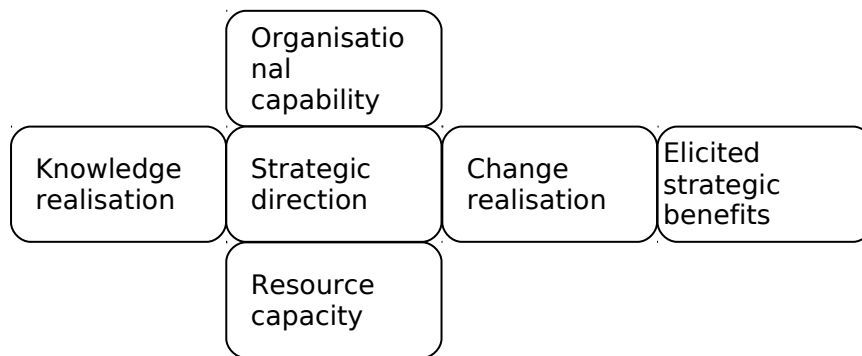 Organisatio
nal
capability
Knowledge
realisation
Strategic
direction
Change
realisation
Elicited
strategic
benefits
Resource
capacity